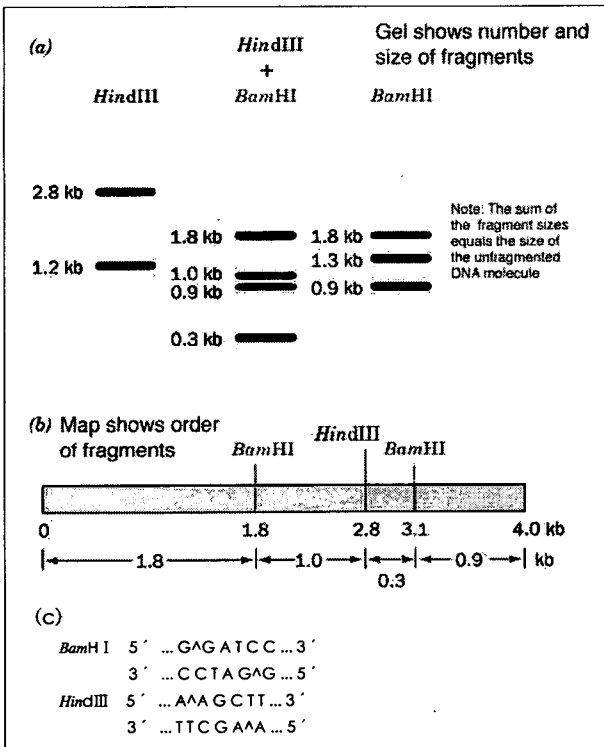 (a)
HindIII
HindIII
+
BamHI
Gel shows number and
size of fragments
BamHI
2.8 kb
1.2 kb
1.8 kb
1.0 kb
0.9 kb
0.3 kb
1.8 kb
1.3 kb
0.9 kb
Note: The sum of
the fragment sizes
equals the size of
the unfragmented
DNA molecule
(b) Map shows order
of fragments
BamHI
HindIII
BamHI
0 1.8 2.8 3.1 4.0 kb
1.8 1.0 0.3 0.9 kb
(c)
BamH I 5´ ...G^GATCC...3´
3´ ...CCTAG^G...5´
HindIII 5´ ...A^AGCTT...3´
3´ ...TTCGA^A...5´